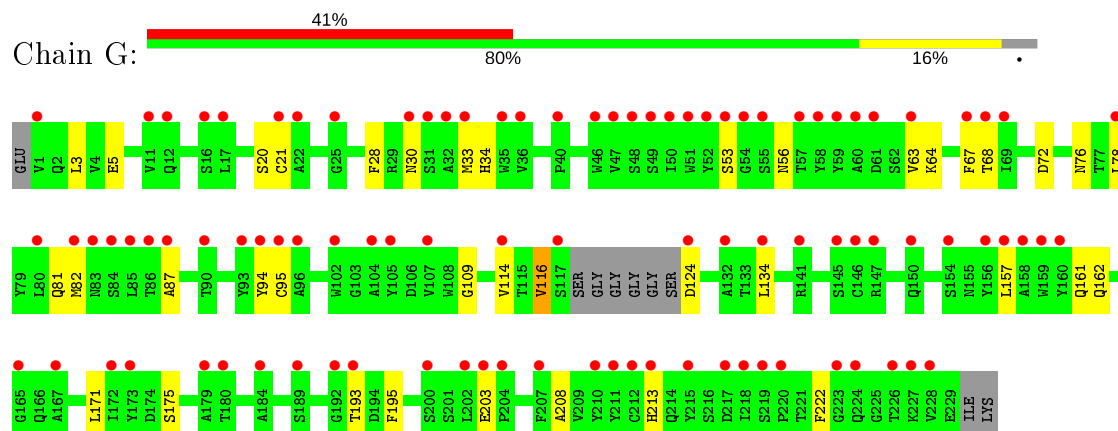 41%
Chain G:
80% 16% •
GLU V1 Q2 L3 V4 E5 V11 Q12 S16 L17 S20 C21 A22 G25 F28 R29 N30 S31 A32 M33 H34 W35 V36 P40 W46 V47 S48 S49 I50 W51 Y52 S53 G54 S55 N56 T57 Y58 Y59 A60 D61 S62 V63 K64 F67 T68 I69 D72 N76 T77 L78
Y79 L80 Q81 M82 N83 S84 L85 T86 A87 T90 Y93 Y94 C95 A96 W102 G103 A104 Y105 D106 V107 W108 G109 V114 T115 V116 S117 SER GLY GLY GLY GLY SER D124 A132 T133 L134 R141 S145 C146 R147 Q150 S154 N155 Y156 L157 A158 W159 Y160 Q161 Q162
G165 Q166 A167 L171 I172 Y173 D174 S175 A179 T180 A184 S189 G192 T193 D194 F195 S200 S201 L202 E203 P204 F207 A208 V209 Y210 Y211 C212 H213 Q214 Y215 S216 D217 I218 S219 P220 T221 F222 G223 Q224 G225 T226 K227 V228 E229 ILE LYS